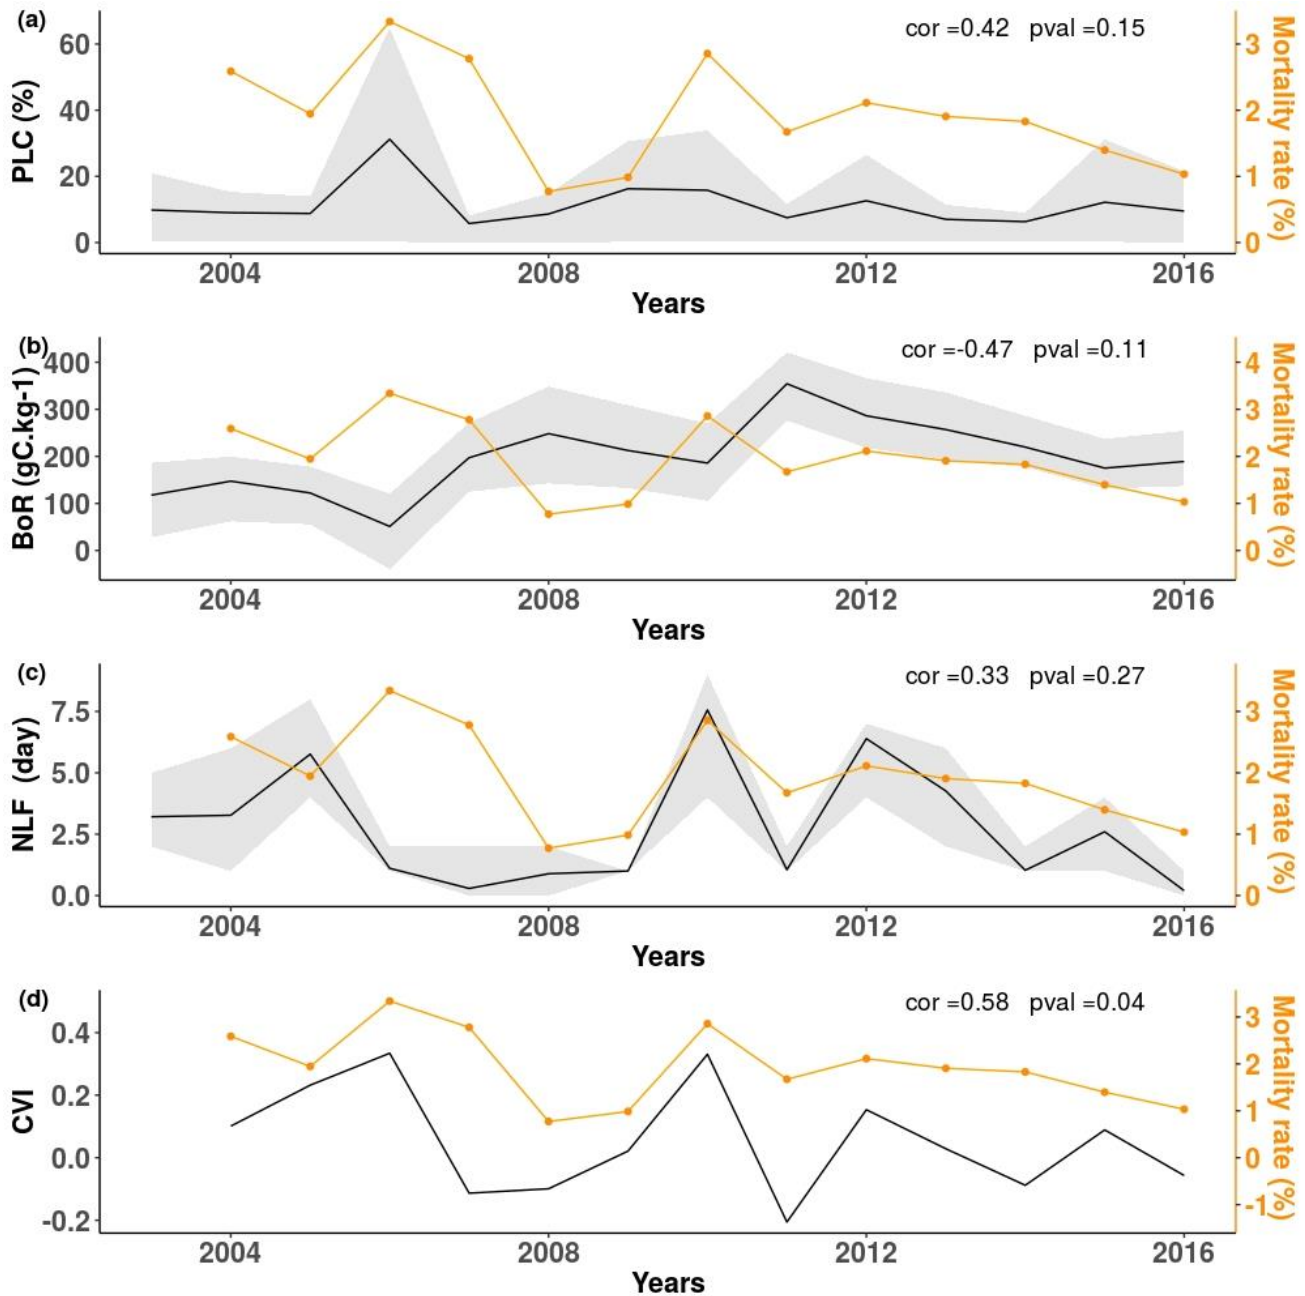 (a)
cor =0.42 pval =0.15
PLC (%)
60
40
20
0
3
2
1
0
Mortality rate (%)
2004 2008 2012 2016
Years
(b)
cor =-0.47 pval =0.11
BoR (gC.kg-1)
400
300
200
100
0
4
3
2
1
0
Mortality rate (%)
2004 2008 2012 2016
Years
(c)
cor =0.33 pval =0.27
NLF (day)
7.5
5.0
2.5
0.0
3
2
1
0
Mortality rate (%)
2004 2008 2012 2016
Years
(d)
cor =0.58 pval =0.04
CVI
0.4
0.2
0.0
-0.2
3
2
1
0
-1
Mortality rate (%)
2004 2008 2012 2016
Years